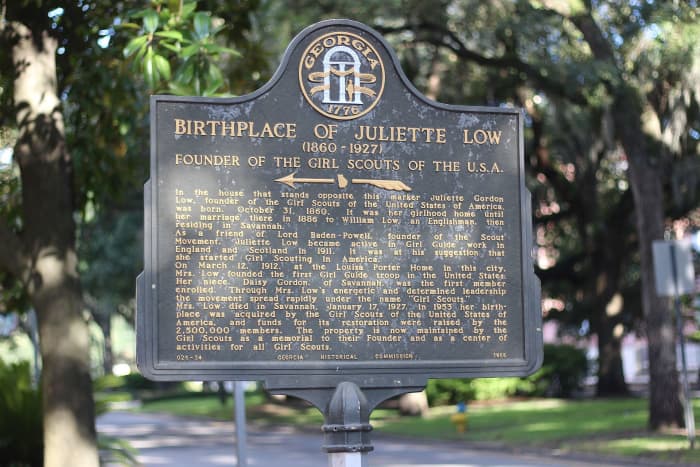 GEORGIA
1776
BIRTHPLACE OF JULIETTE LOW
(1860-1927)
FOUNDER OF THE GIRL SCOUTS OF THE U.S.A.
In the house that stands opposite this marker Juliette Gordon
Low, founder of the Girl Scouts of the United States of America,
was born, October 31, 1860. It was her girlhood home until
her marriage there in 1886 to William Low, an Englishman, then
residing in Savannah.
As a friend of Lord Baden-Powell, founder of the Scout
Movement, Juliette Low became active in Girl Guide work in
England and Scotland in 1911. It was at his suggestion that
she started Girl Scouting in America.
On March 12, 1912, at the Louisa Porter Home in this city,
Mrs. Low founded the first Girl Guide troop in the United States.
Her niece, Daisy Gordon, of Savannah, was the first member
enrolled. Through Mrs. Low's energetic and determined leadership
the movement spread rapidly under the name "Girl Scouts".
Mrs. Low died in Savannah, January 17, 1927. In 1953 her birth-
place was acquired by the Girl Scouts of the United States of
America, and funds for its restoration were raised by the
2,500,000 members. The property is now maintained by the
Girl Scouts as a memorial to their Founder and as a center of
activities for all Girl Scouts.
025-34 GEORGIA HISTORICAL COMMISSION